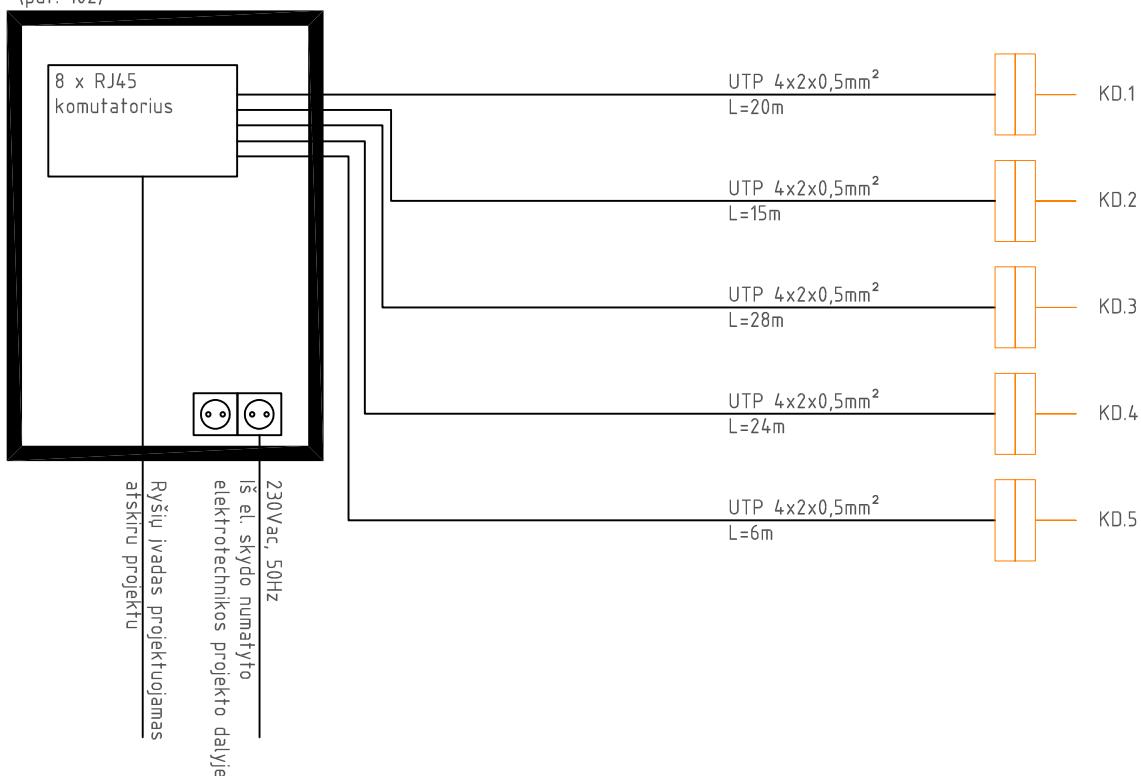 8 x RJ45
komutatorius
UTP 4x2x0,5mm²
L=20m
KD.1
UTP 4x2x0,5mm²
L=15m
KD.2
UTP 4x2x0,5mm²
L=28m
KD.3
UTP 4x2x0,5mm²
L=24m
KD.4
UTP 4x2x0,5mm²
L=6m
KD.5
230Vac, 50Hz
Iš el. skydo numatyto
elektrotechnikos projekto dalyje
Ryšių įvadas projektuojamas
atskiru projektu